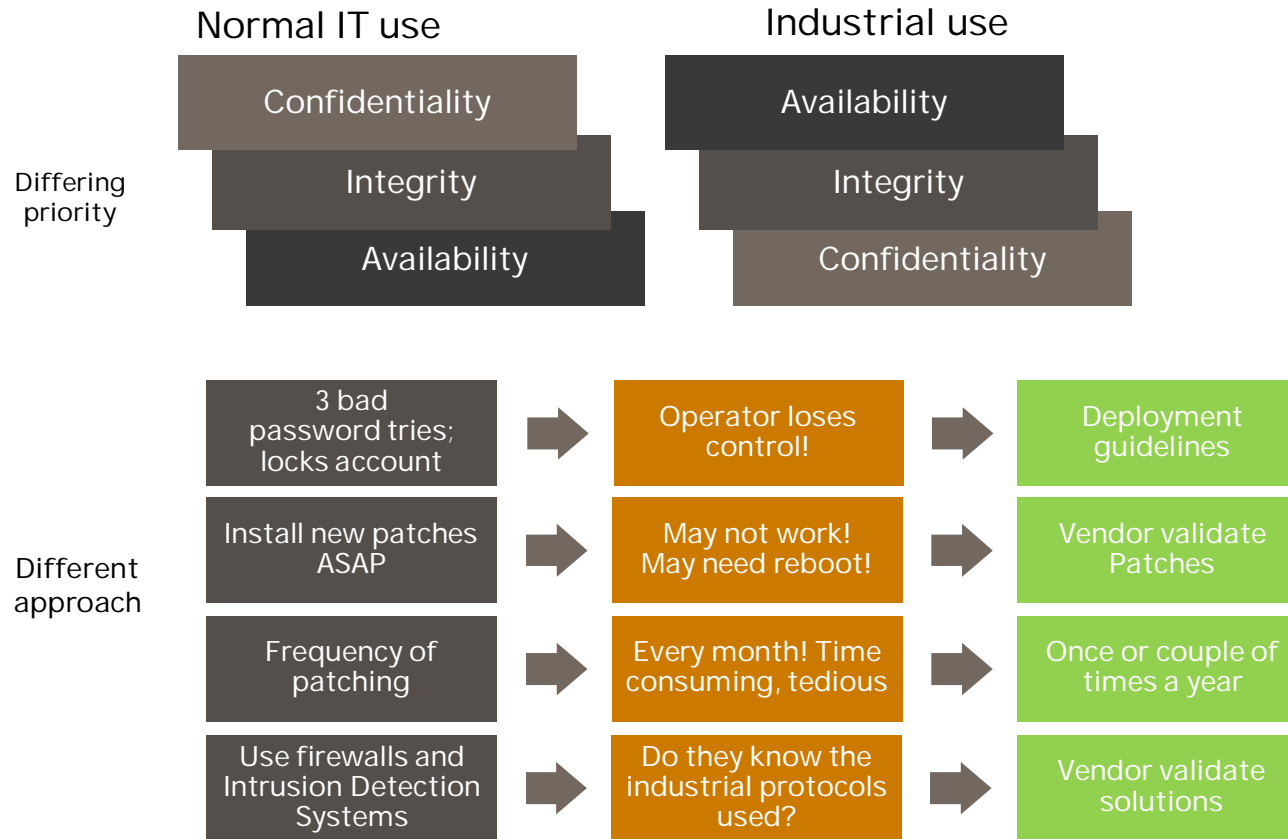 Normal IT use
Industrial use
Differing
priority
Confidentiality
Integrity
Availability
Availability
Integrity
Confidentiality
Different
approach
3 bad
password tries;
locks account
Operator loses
control!
Deployment
guidelines
Install new patches
ASAP
May not work!
May need reboot!
Vendor validate
Patches
Frequency of
patching
Every month! Time
consuming, tedious
Once or couple of
times a year
Use firewalls and
Intrusion Detection
Systems
Do they know the
industrial protocols
used?
Vendor validate
solutions